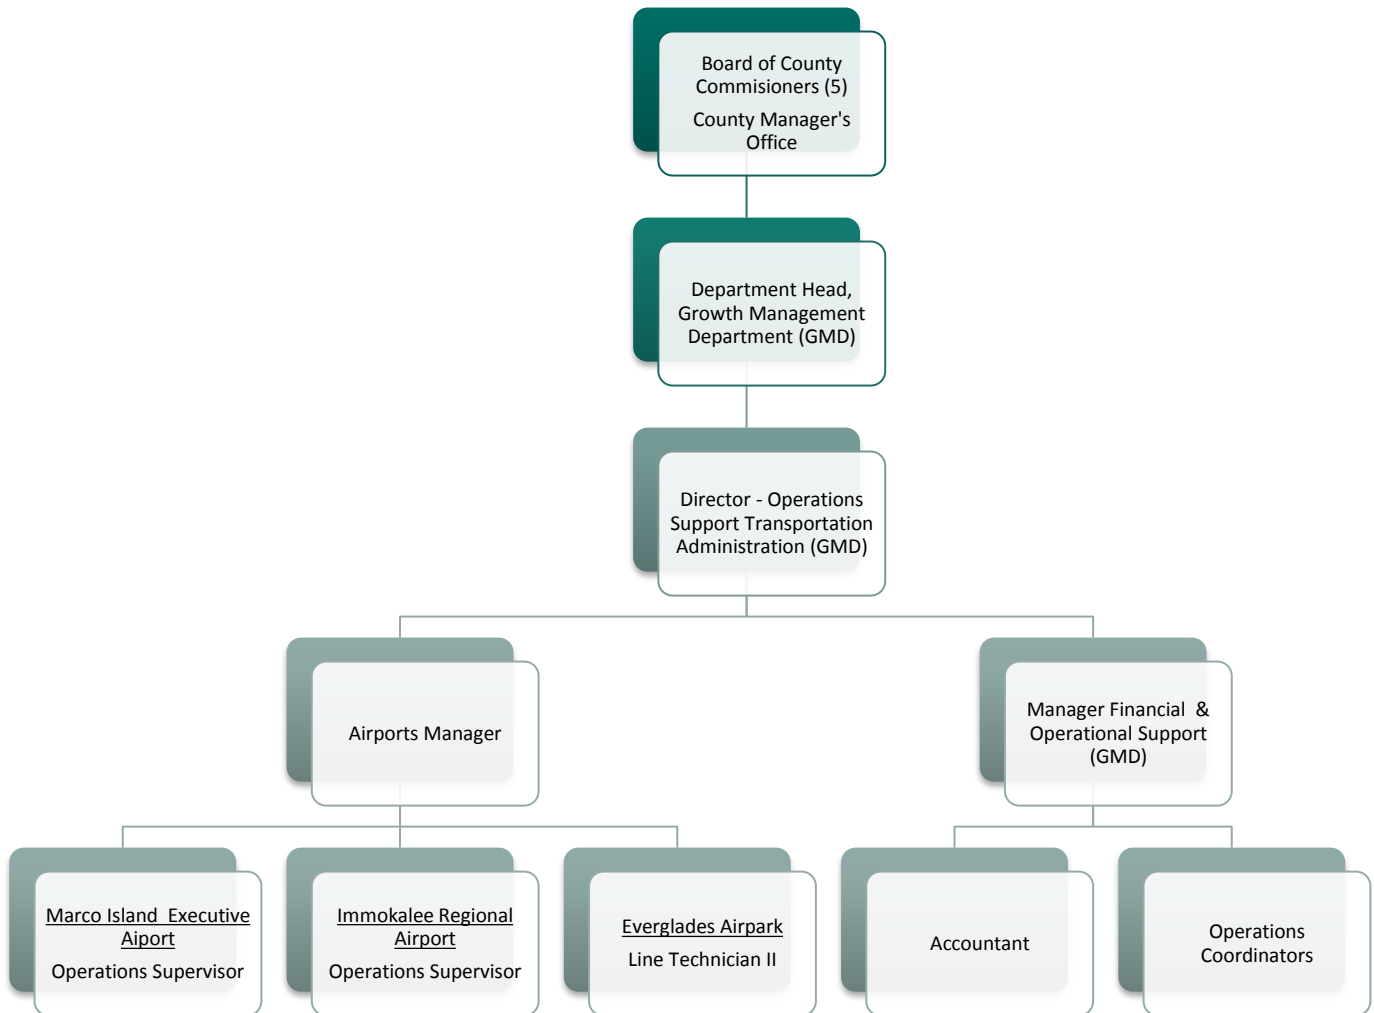 Board of County
Commisioners (5)
County Manager's
Office
Department Head,
Growth Management
Department (GMD)
Director - Operations
Support Transportation
Administration (GMD)
Airports Manager
Manager Financial & 
Operational Support
(GMD)
Marco Island Executive
Aiport
Operations Supervisor
Immokalee Regional
Airport
Operations Supervisor
Everglades Airpark
Line Technician II
Accountant
Operations
Coordinators